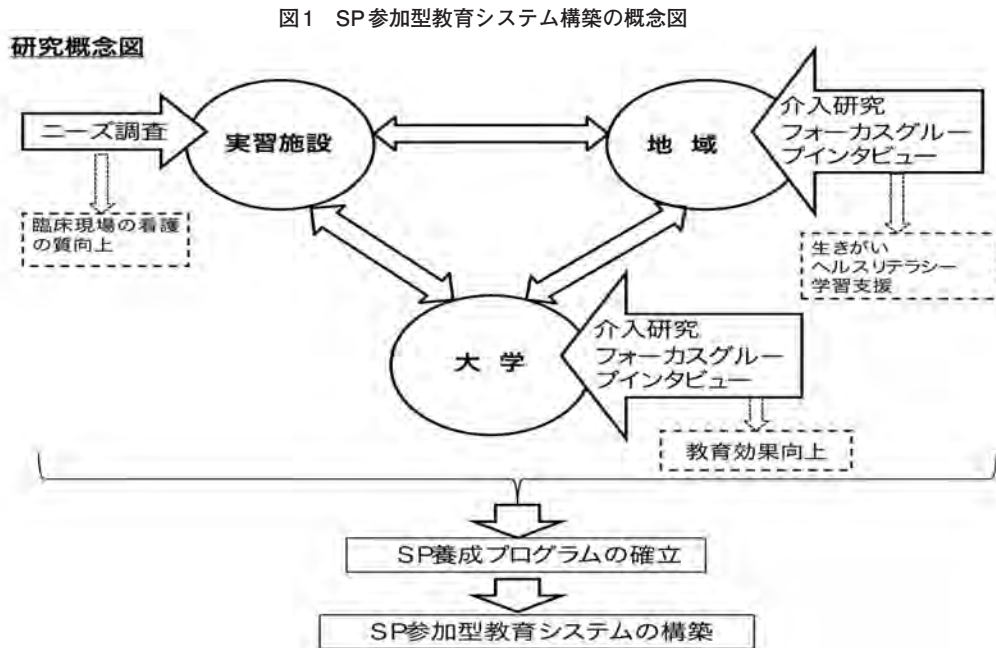 図1 SP参加型教育システム構築の概念図
研究概念図
ニーズ調査
実習施設
地 域
介入研究
フォーカスグルー
プインタビュー
臨床現場の看護
の質向上
生きがい
ヘルスリテラシー
学習支援
大 学
介入研究
フォーカスグルー
プインタビュー
教育効果向上
SP養成プログラムの確立
SP参加型教育システムの構築